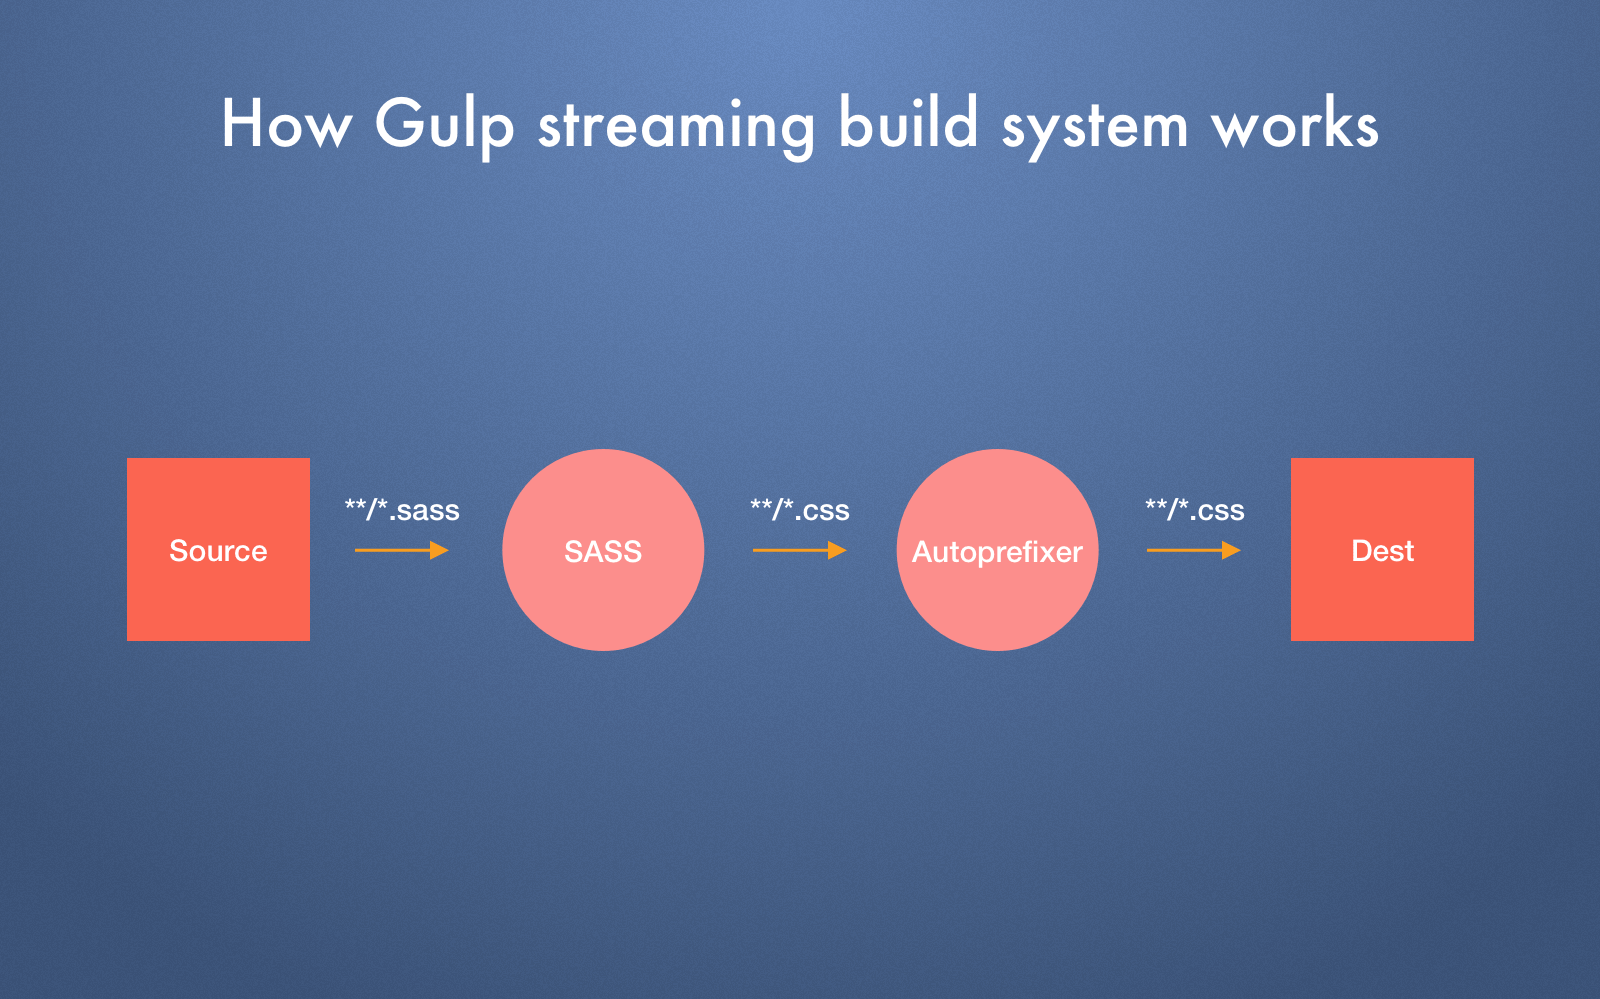 How Gulp streaming build system works
**/*.sass
**/*.css
**/*.css
Source
SASS
Autoprefixer
Dest